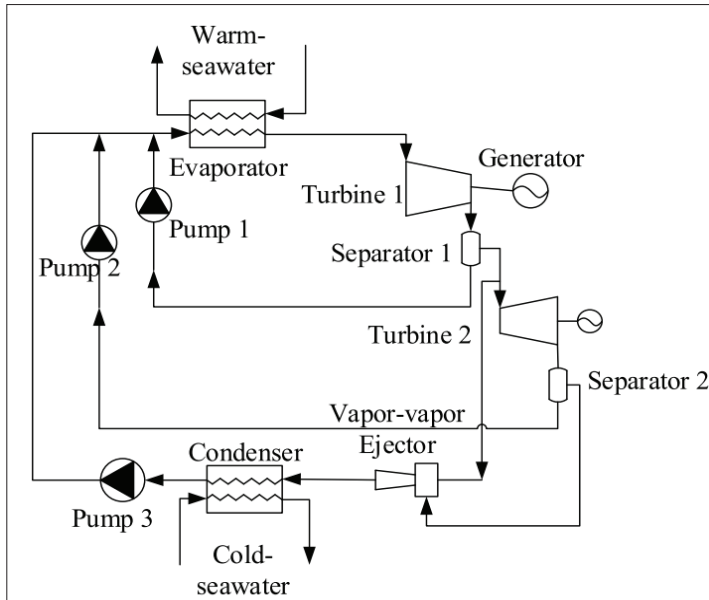 Warm-
seawater
Evaporator
Generator
Turbine 1
Pump 1
Separator 1
Pump 2
Turbine 2
Separator 2
Vapor-vapor
Ejector
Condenser
Pump 3
Cold-
seawater